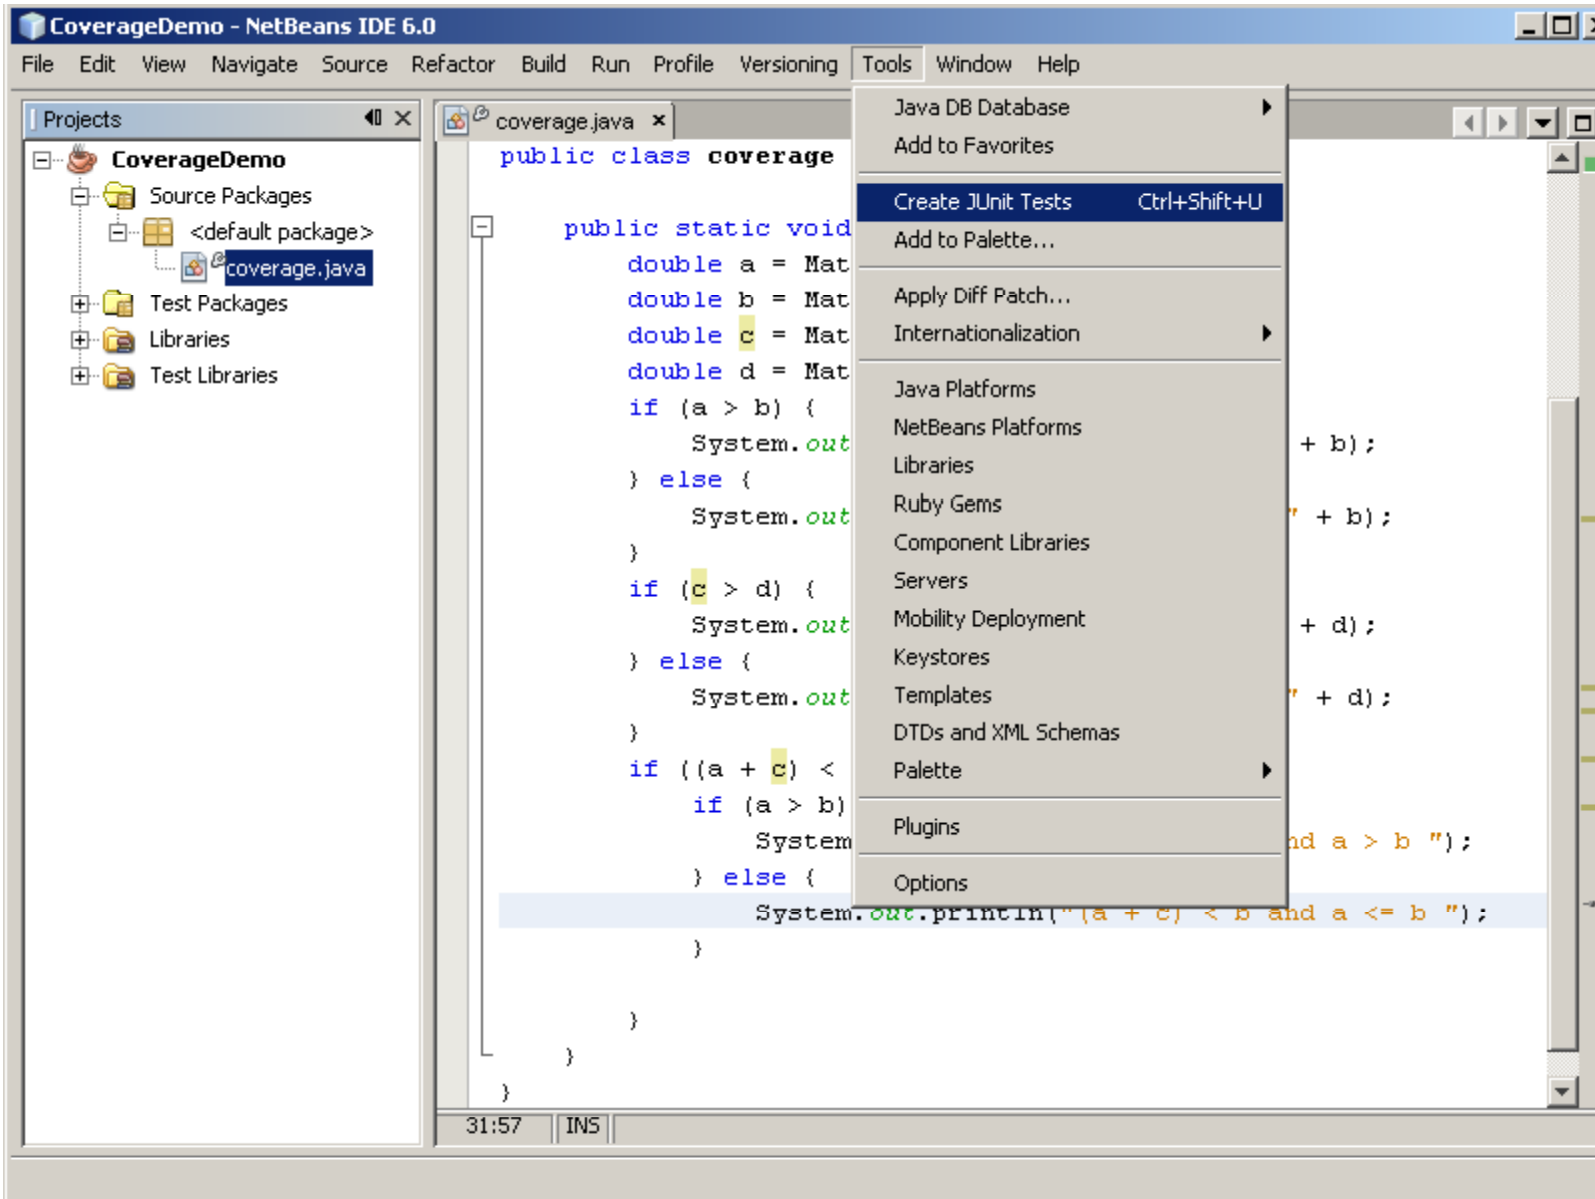 CoverageDemo - NetBeans IDE 6.0
File Edit View Navigate Source Refactor Build Run Profile Versioning Tools Window Help
Projects
CoverageDemo
Source Packages
<default package>
coverage.java
Test Packages
Libraries
Test Libraries
coverage.java
public class coverage
public static void
double a = Mat
double b = Mat
double c = Mat
double d = Mat
if (a > b) {
System.out + b);
} else {
System.out " + b);
}
if (c > d) {
System.out + d);
} else {
System.out " + d);
}
if ((a + c) <
if (a > b)
System nd a > b ");
} else {
System.out.println("(a + c) < b and a <= b ");
}
}
}
}
31:57 INS
Java DB Database
Add to Favorites
Create JUnit Tests Ctrl+Shift+U
Add to Palette...
Apply Diff Patch...
Internationalization
Java Platforms
NetBeans Platforms
Libraries
Ruby Gems
Component Libraries
Servers
Mobility Deployment
Keystores
Templates
DTDs and XML Schemas
Palette
Plugins
Options